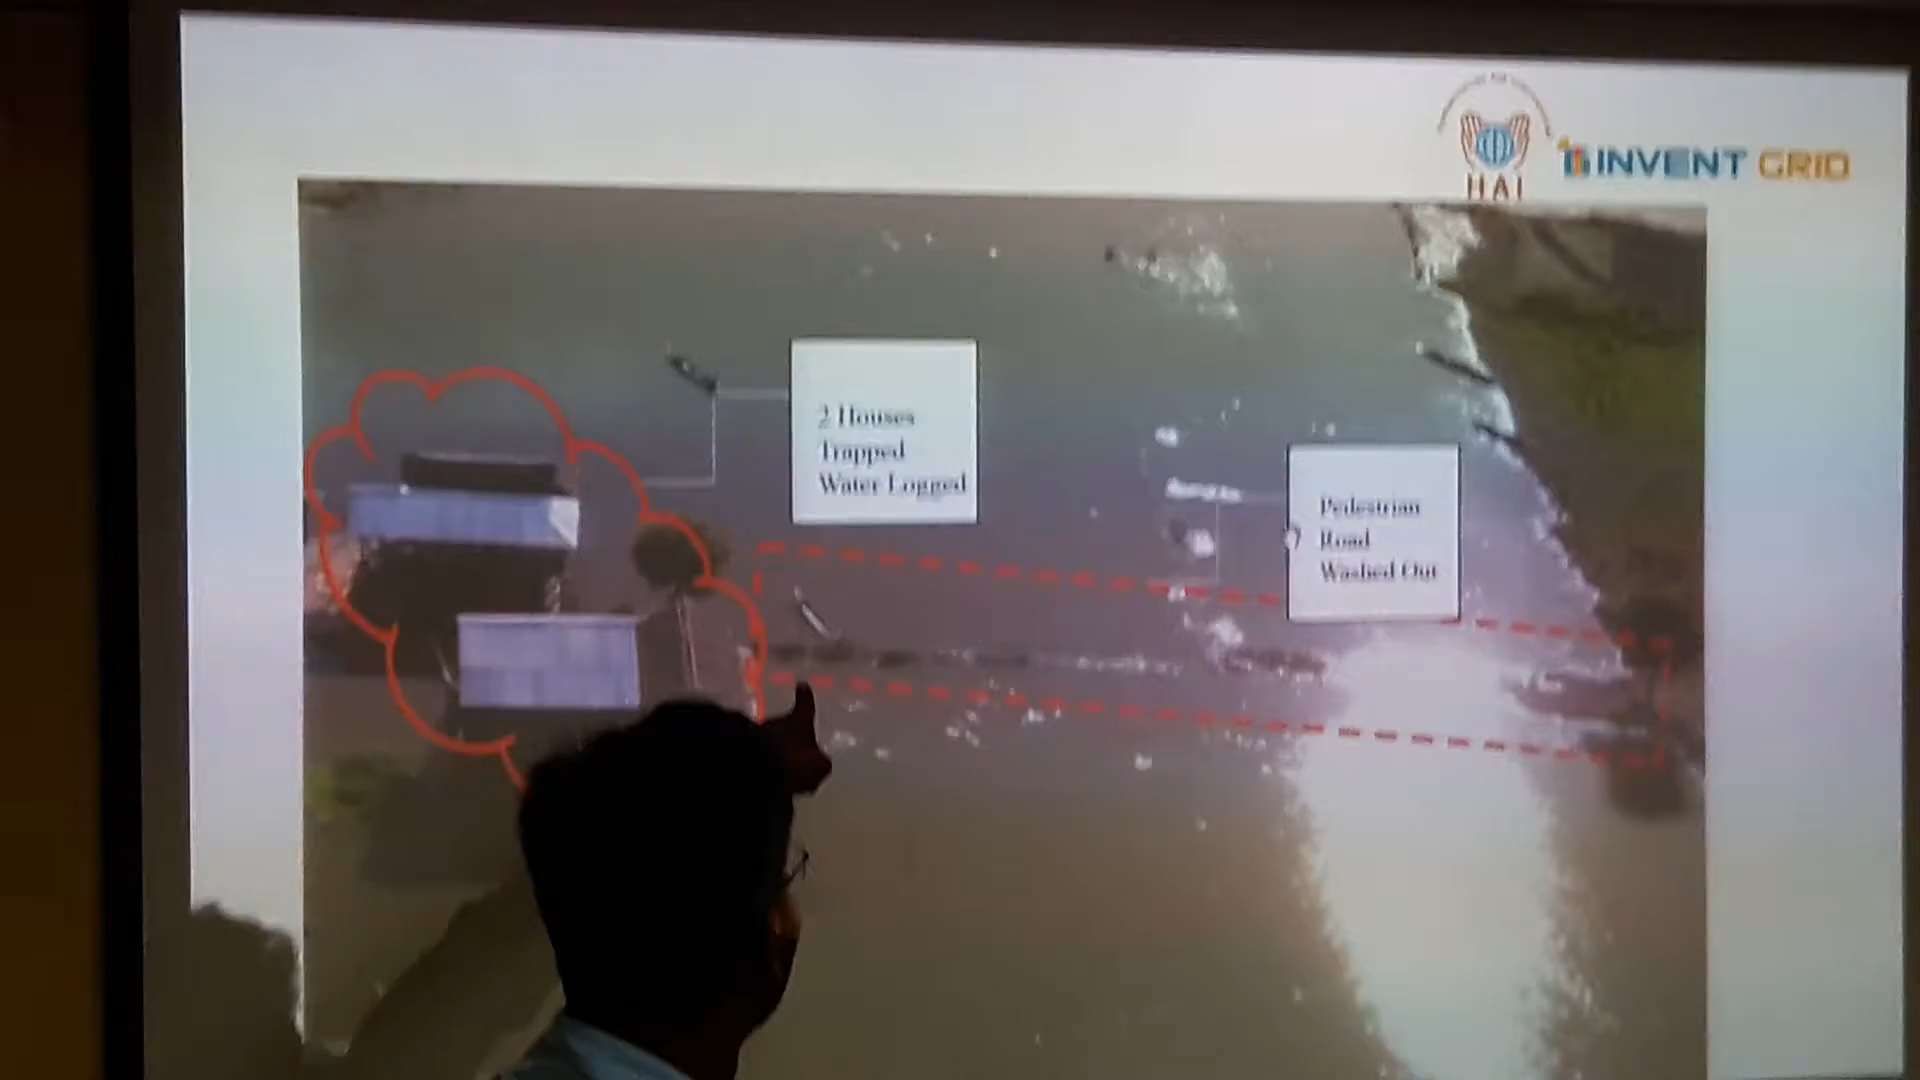 HAI
INVENT GRID
2 Houses
Trapped
Water Logged
Pedestrian
Road
Washed Out